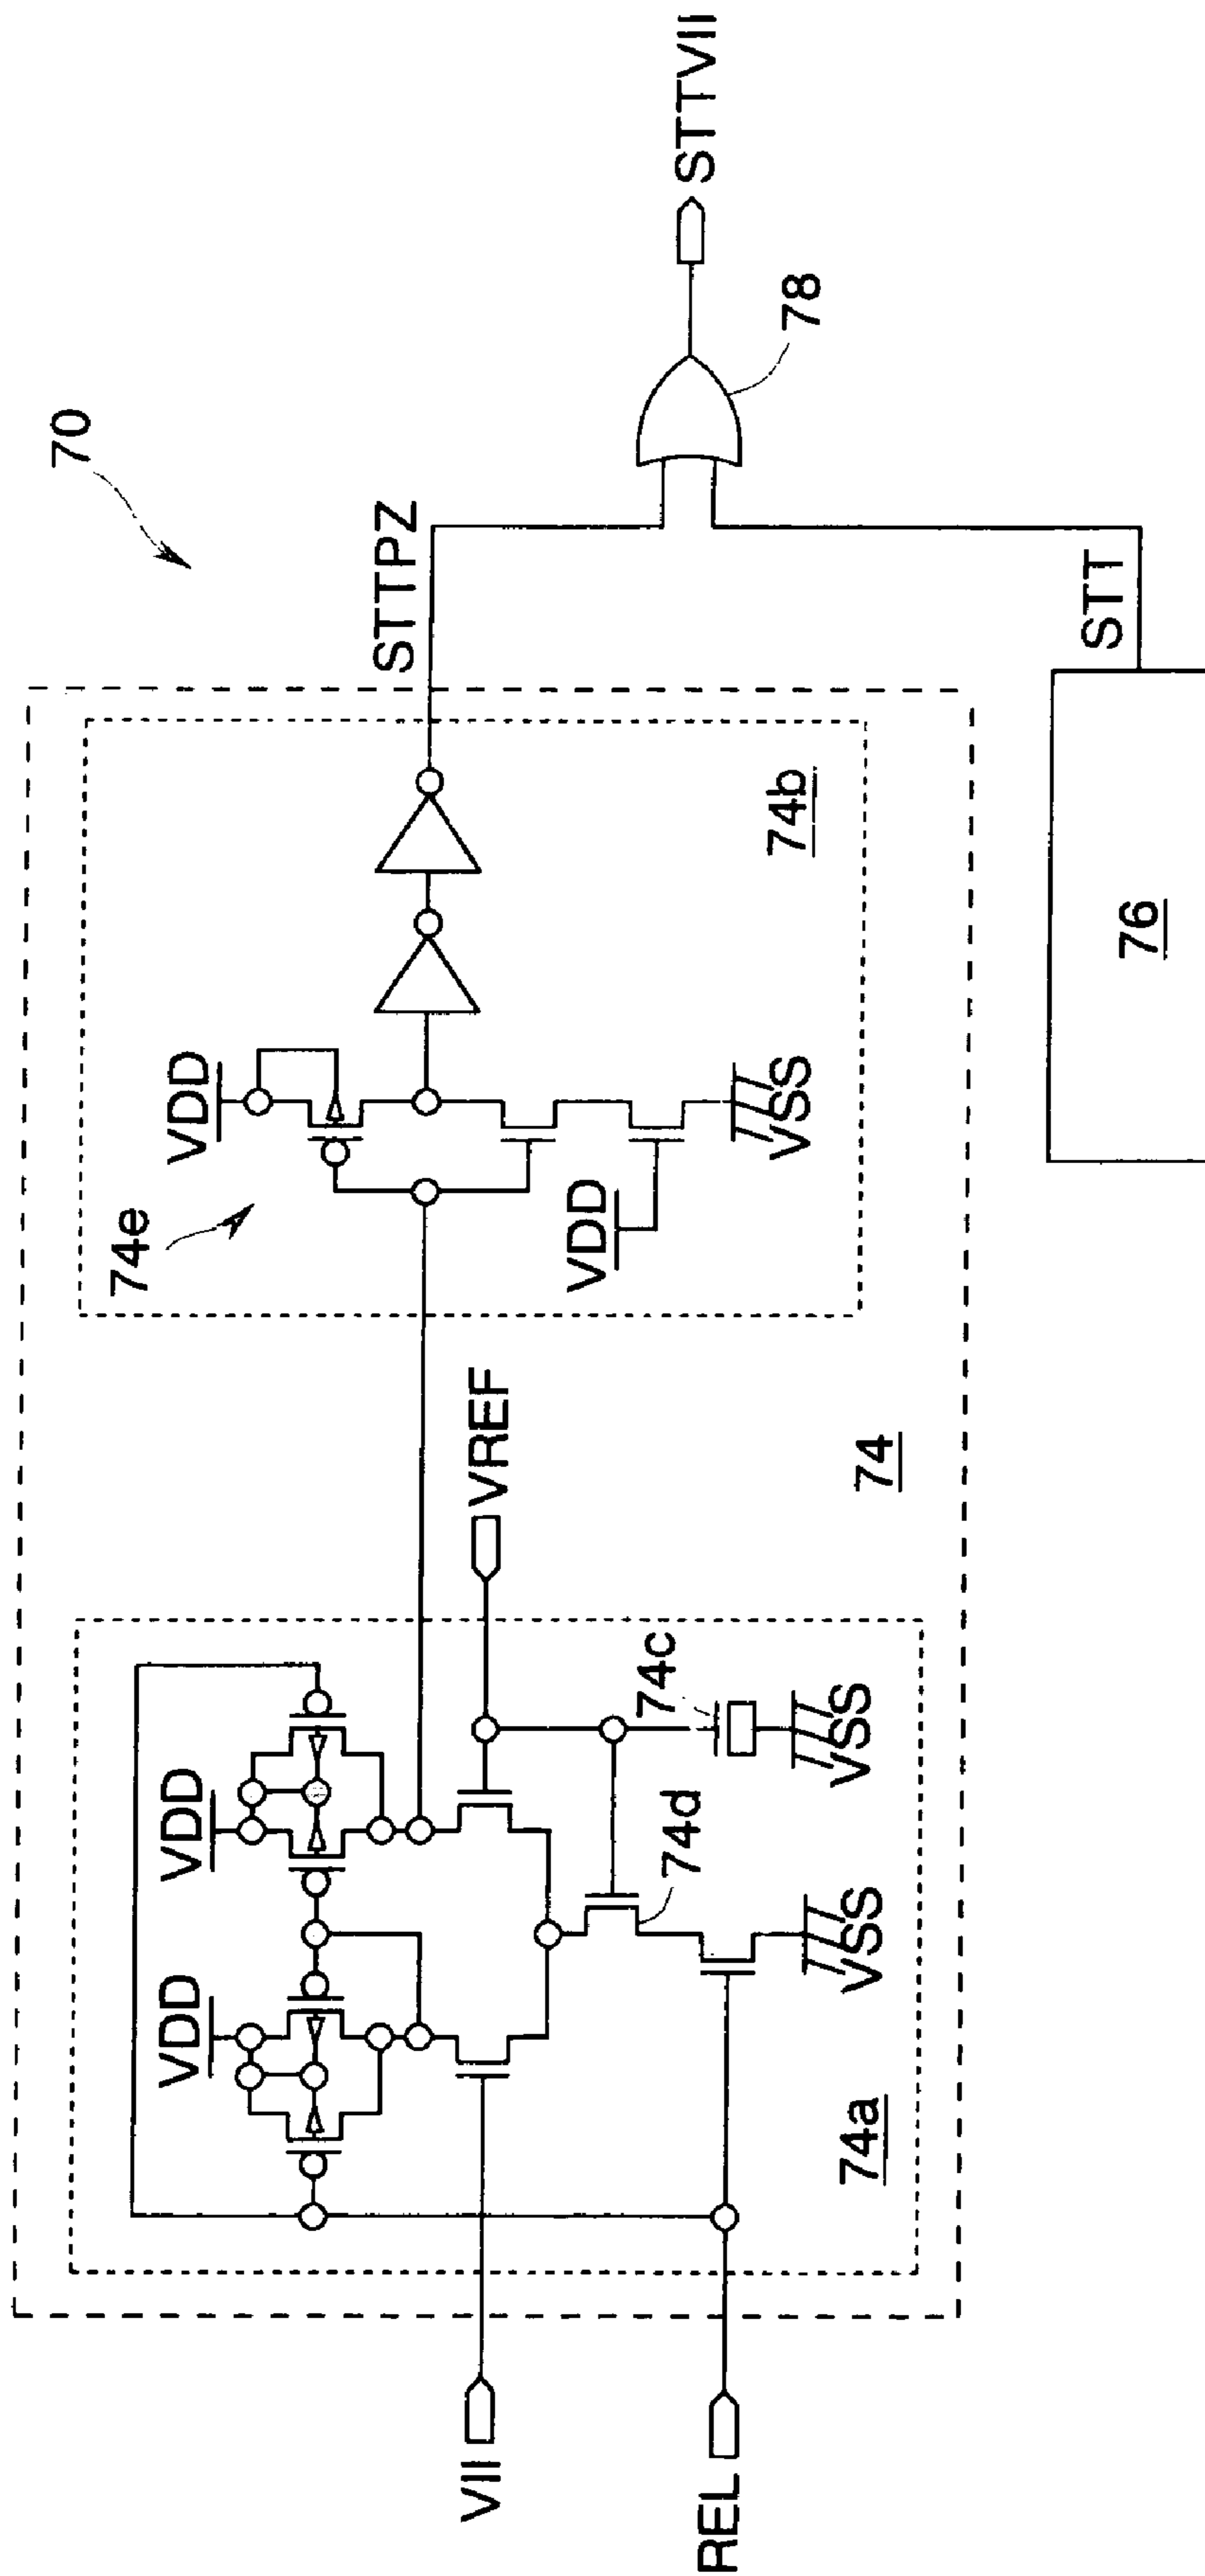 70
VII
REL
VDD
VDD
VREF
74c
74d
VSS
VSS
74a
74
74e
VDD
VDD
VSS
74b
STTPZ
STT
76
78
STTVII